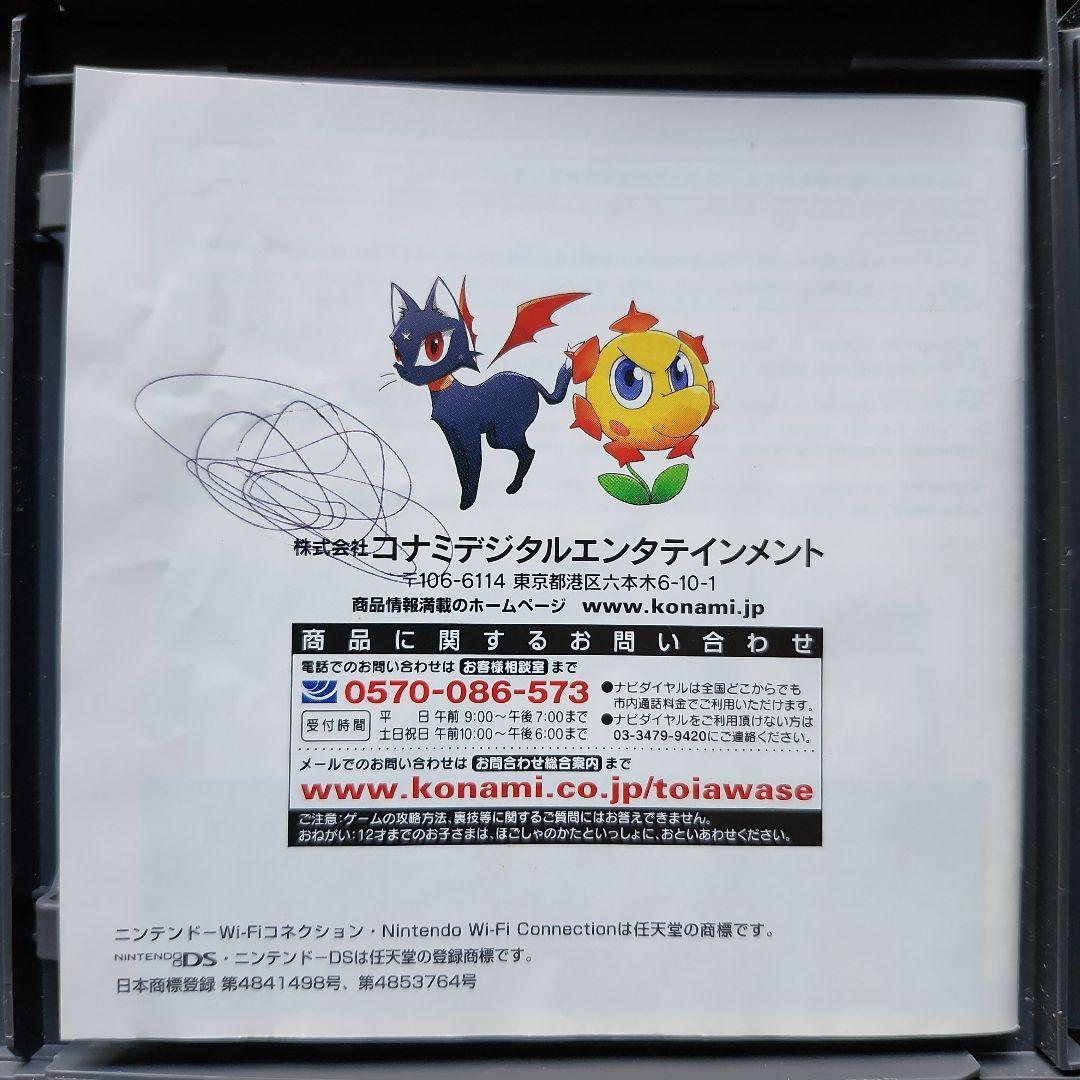 株式会社コナミデジタルエンタテインメント
〒106-6114 東京都港区六本木6-10-1
商品情報満載のホームページ www.konami.jp
商品に関するお問い合わせ
電話でのお問い合わせは お客様相談室 まで
0570-086-573
受付時間
平　日 午前 9:00～午後7:00まで
土日祝日 午前10:00～午後6:00まで
●ナビダイヤルは全国どこからでも
市内通話料金でご利用いただけます。
●ナビダイヤルをご利用頂けない方は
03-3479-9420にご連絡ください。
メールでのお問い合わせは お問合わせ総合案内 まで
www.konami.co.jp/toiawase
ご注意：ゲームの攻略方法、裏技等に関するご質問にはお答えできません。
おねがい：12才までのお子さまは、ほごしゃのかたといっしょに、おといあわせください。
ニンテンドーWi-Fiコネクション・Nintendo Wi-Fi Connectionは任天堂の商標です。
NINTENDO DS・ニンテンドーDSは任天堂の登録商標です。
日本商標登録 第4841498号、第4853764号